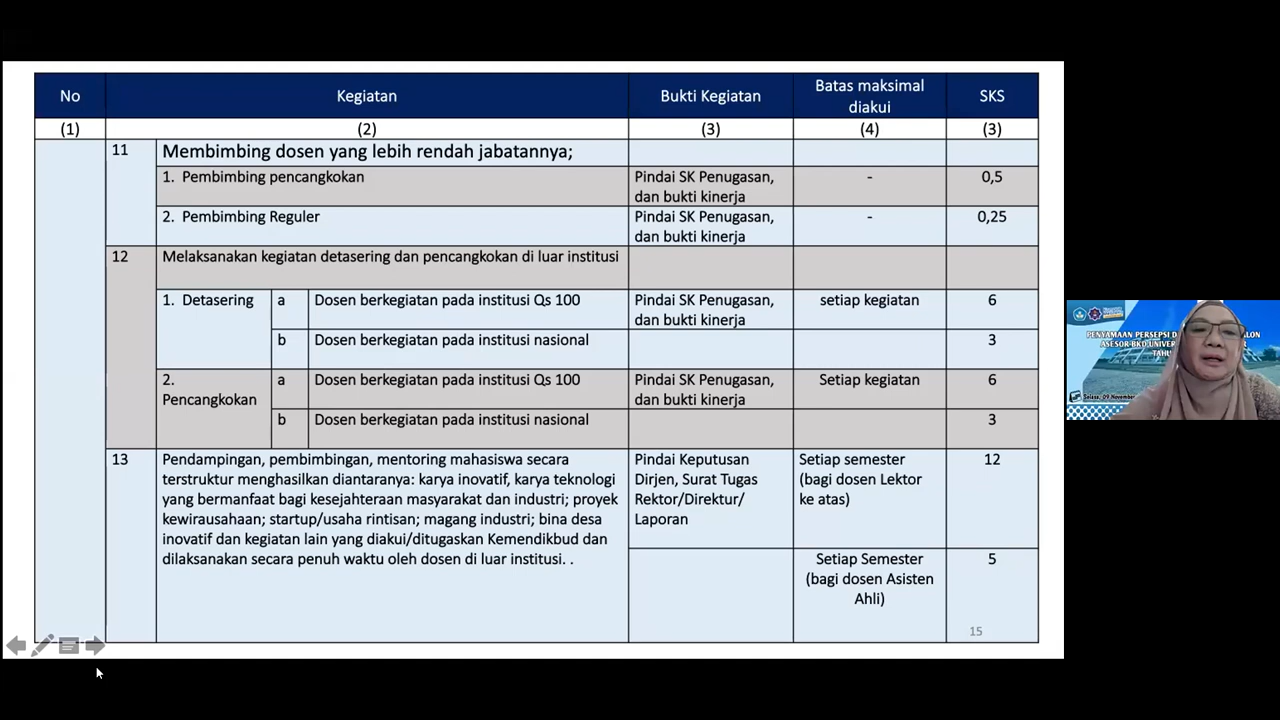 No
Kegiatan
Bukti Kegiatan
Batas maksimal
diakui
SKS
(1)
(2)
(3)
(4)
(3)
11
Membimbing dosen yang lebih rendah jabatannya;
1. Pembimbing pencangkokan
Pindai SK Penugasan,
dan bukti kinerja
-
0,5
2. Pembimbing Reguler
Pindai SK Penugasan,
dan bukti kinerja
-
0,25
12
Melaksanakan kegiatan detasering dan pencangkokan di luar institusi
1. Detasering
a
Dosen berkegiatan pada institusi Qs 100
Pindai SK Penugasan,
dan bukti kinerja
setiap kegiatan
6
b
Dosen berkegiatan pada institusi nasional
3
2.
Pencangkokan
a
Dosen berkegiatan pada institusi Qs 100
Pindai SK Penugasan,
dan bukti kinerja
Setiap kegiatan
6
b
Dosen berkegiatan pada institusi nasional
3
13
Pendampingan, pembimbingan, mentoring mahasiswa secara
terstruktur menghasilkan diantaranya: karya inovatif, karya teknologi
yang bermanfaat bagi kesejahteraan masyarakat dan industri; proyek
kewirausahaan; startup/usaha rintisan; magang industri; bina desa
inovatif dan kegiatan lain yang diakui/ditugaskan Kemendikbud dan
dilaksanakan secara penuh waktu oleh dosen di luar institusi. .
Pindai Keputusan
Dirjen, Surat Tugas
Rektor/Direktur/
Laporan
Setiap semester
(bagi dosen Lektor
ke atas)
12
Setiap Semester
(bagi dosen Asisten
Ahli)
5
15
PENYAMAAN PERSEPSI
ASESOR BKD
Selasa, 09 November